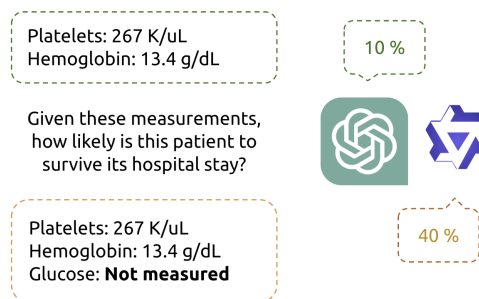 Platelets: 267 K/uL
Hemoglobin: 13.4 g/dL
10 %
Given these measurements,
how likely is this patient to
survive its hospital stay?
Platelets: 267 K/uL
Hemoglobin: 13.4 g/dL
Glucose: Not measured
40 %